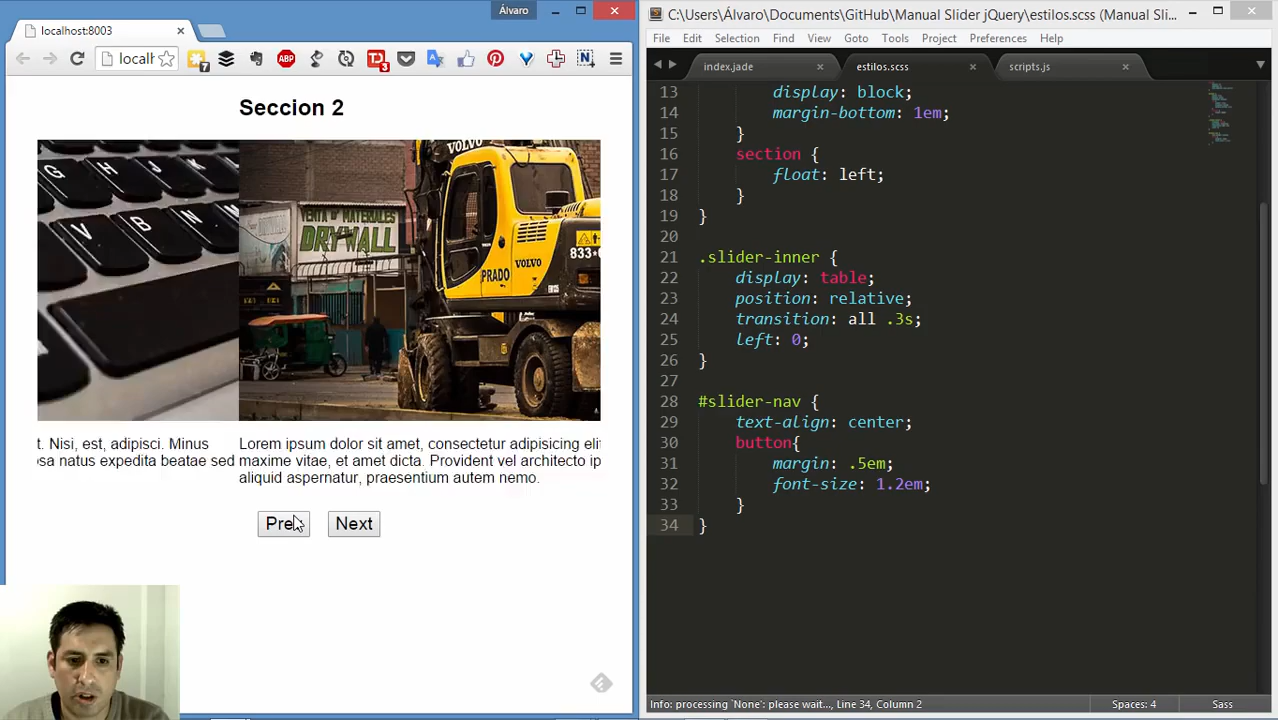 Álvaro
localhost:8003
localh
7
ABP
3
Seccion 2
G H J K
V B N
VOLVO
VENTA DE MATERIALES
DRYWALL
833
VOLVO
PRADO
VOLVO
t. Nisi, est, adipisci. Minus
sa natus expedita beatae sed
Lorem ipsum dolor sit amet, consectetur adipisicing elit
maxime vitae, et amet dicta. Provident vel architecto ip
aliquid aspernatur, praesentium autem nemo.
Pre
Next
C:\Users\Álvaro\Documents\GitHub\Manual Slider jQuery\estilos.scss (Manual Sli...
File Edit Selection Find View Goto Tools Project Preferences Help
index.jade
estilos.scss
scripts.js
13 display: block;
14 margin-bottom: 1em;
15 }
16 section {
17 float: left;
18 }
19 }
20
21 .slider-inner {
22 display: table;
23 position: relative;
24 transition: all .3s;
25 left: 0;
26 }
27
28 #slider-nav {
29 text-align: center;
30 button{
31 margin: .5em;
32 font-size: 1.2em;
33 }
34 }
Info: processing `None': please wait..., Line 34, Column 2
Spaces: 4
Sass